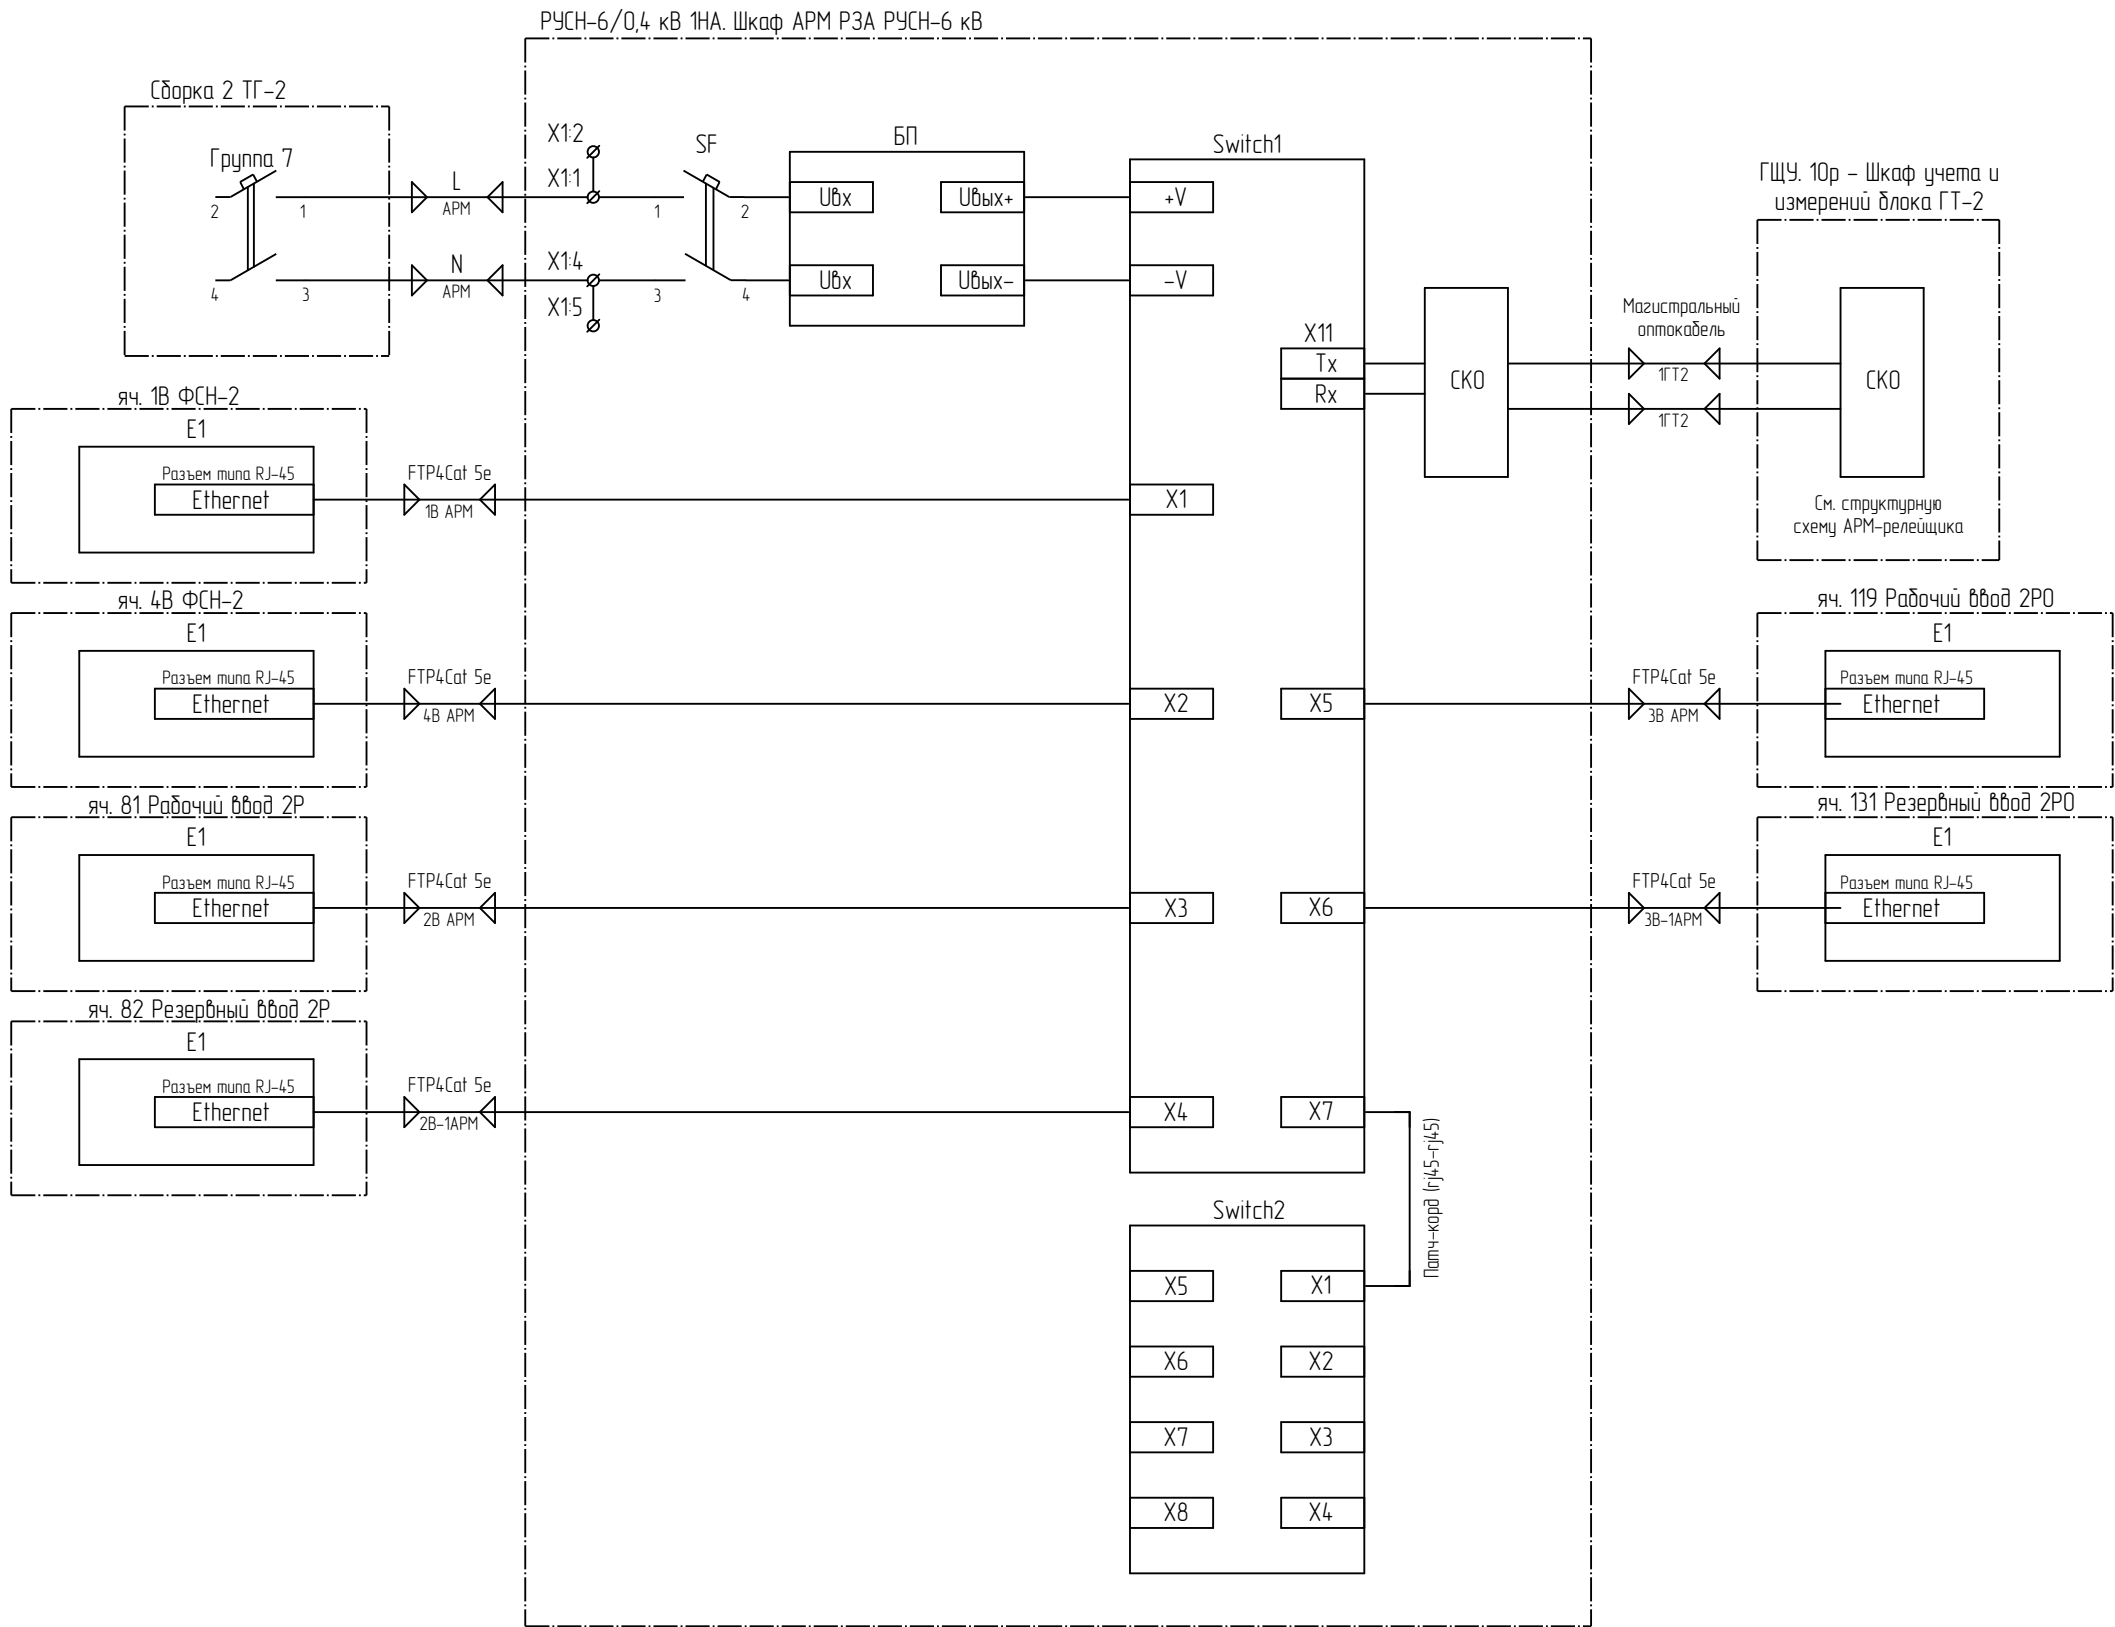 РУСН-6/0,4 кВ 1НА. Шкаф АРМ РЗА РУСН-6 кВ
Сборка 2 ТГ-2
Группа 7
2
1
4
3
L
АРМ
N
АРМ
X1:2
X1:1
X1:4
X1:5
SF
1
2
3
4
БП
Uвх
Uвых+
Uвх
Uвых-
Switch1
+V
-V
X11
Tx
Rx
СКО
Магистральный
оптокабель
1ГТ2
1ГТ2
ГЩУ. 10р - Шкаф учета и
измерений блока ГТ-2
СКО
См. структурную
схему АРМ-релейщика
яч. 1В ФСН-2
E1
Разъем типа RJ-45
Ethernet
FTP4Cat 5e
1В АРМ
X1
яч. 4В ФСН-2
E1
Разъем типа RJ-45
Ethernet
FTP4Cat 5e
4В АРМ
X2
X5
FTP4Cat 5e
3В АРМ
яч. 119 Рабочий ввод 2РО
E1
Разъем типа RJ-45
Ethernet
яч. 81 Рабочий ввод 2Р
E1
Разъем типа RJ-45
Ethernet
FTP4Cat 5e
2В АРМ
X3
X6
FTP4Cat 5e
3В-1АРМ
яч. 131 Резервный ввод 2РО
E1
Разъем типа RJ-45
Ethernet
яч. 82 Резервный ввод 2Р
E1
Разъем типа RJ-45
Ethernet
FTP4Cat 5e
2В-1АРМ
X4
X7
Патч-корд (rj45-rj45)
Switch2
X5
X1
X6
X2
X7
X3
X8
X4